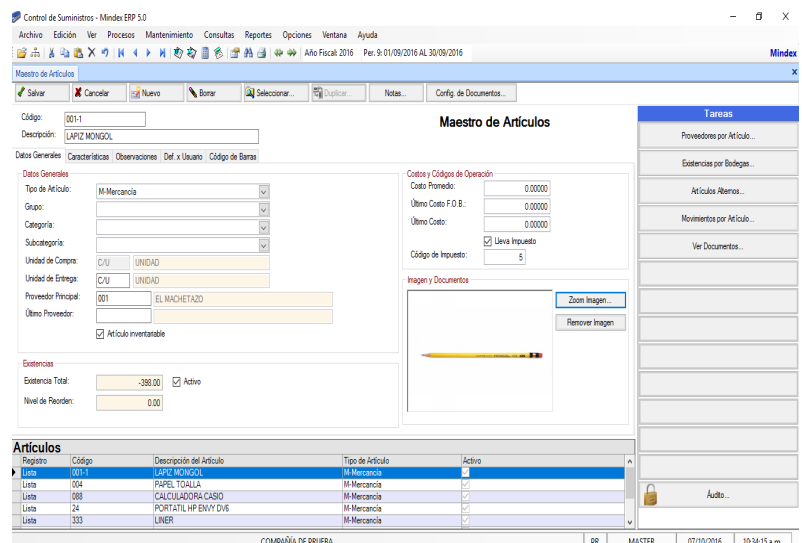 Control de Suministros - Mindex ERP 5.0
Archivo Edición Ver Procesos Mantenimiento Consultas Reportes Opciones Ventana Ayuda
Año Fiscal: 2016 Per. 9: 01/09/2016 AL 30/09/2016 Mindex
Maestro de Artículos x
Salvar Cancelar Nuevo Borrar Seleccionar... Duplicar... Notas... Config. de Documentos...
Código: 001-1
Descripción: LAPIZ MONGOL
Maestro de Artículos
Datos Generales Características Observaciones Def. x Usuario Código de Barras
Datos Generales
Tipo de Artículo: M-Mercancía
Grupo:
Categoría:
Subcategoría:
Unidad de Compra: C/U UNIDAD
Unidad de Entrega: C/U UNIDAD
Proveedor Principal: 001 EL MACHETAZO
Último Proveedor:
Artículo inventariable
Costos y Códigos de Operación
Costo Promedio: 0.00000
Último Costo F.O.B.: 0.00000
Último Costo: 0.00000
Lleva Impuesto
Código de Impuesto: 5
Imagen y Documentos
Zoom Imagen...
Remover Imagen
Existencias
Existencia Total: -398.00 Activo
Nivel de Reorden: 0.00
Tareas
Proveedores por Artículo...
Existencias por Bodegas...
Artículos Alternos...
Movimientos por Artículo...
Ver Documentos...
Audito...
Artículos
Registro Código Descripción del Artículo Tipo de Artículo Activo
Lista 001-1 LAPIZ MONGOL M-Mercancía
Lista 004 PAPEL TOALLA M-Mercancía
Lista 088 CALCULADORA CASIO M-Mercancía
Lista 24 PORTATIL HP ENVY DV6 M-Mercancía
Lista 333 LINER M-Mercancía
COMPAÑÍA DE PRUEBA PR MASTER 07/10/2016 10:34:15 a.m.